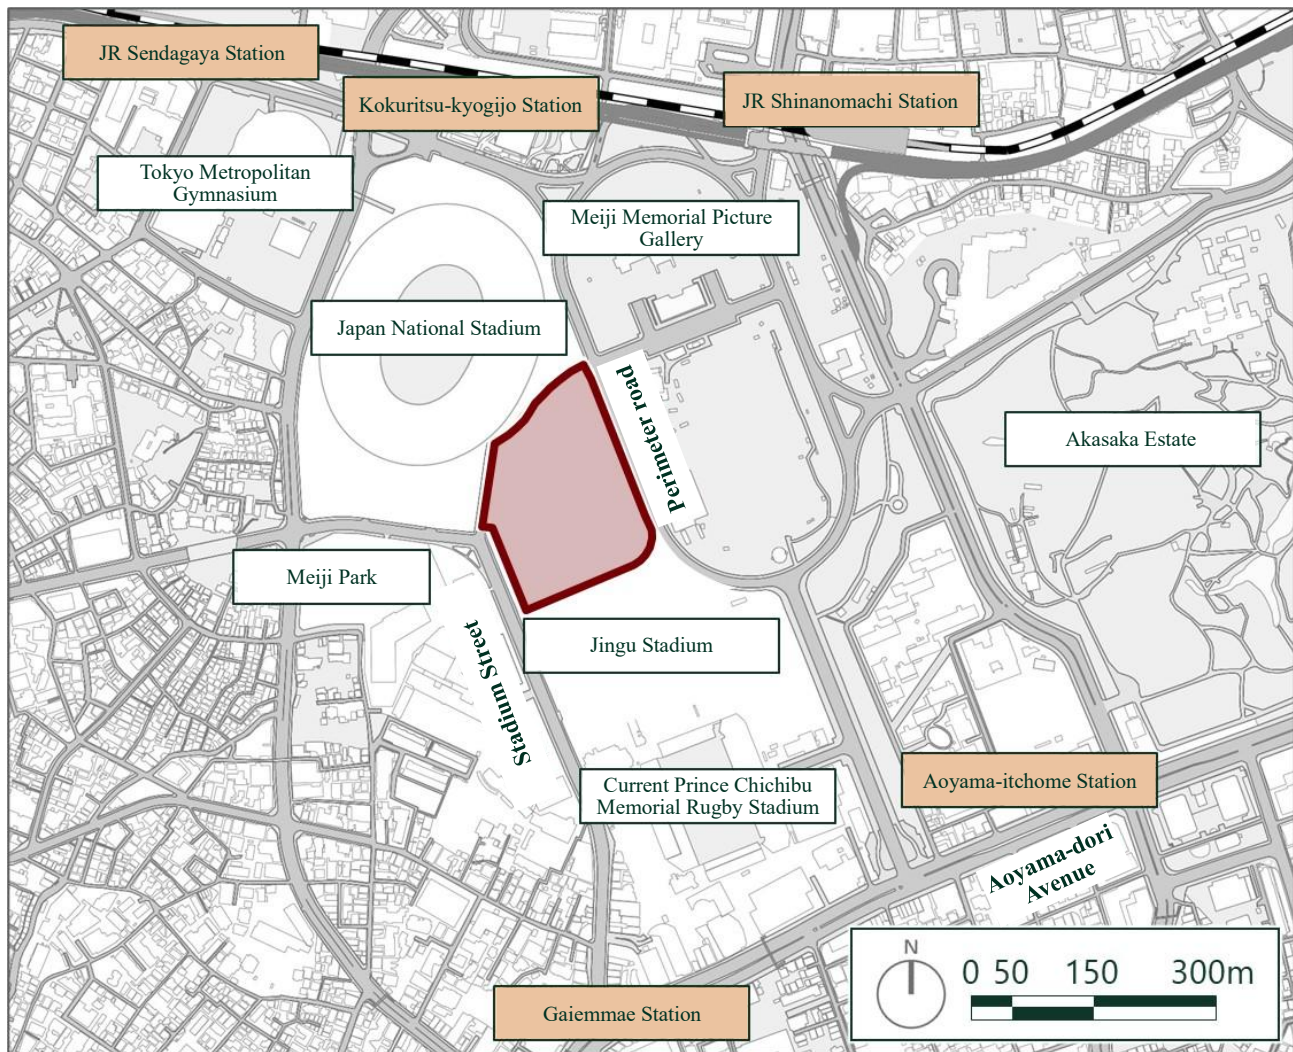 JR Sendagaya Station
Kokuritsu-kyogijo Station
JR Shinanomachi Station
Tokyo Metropolitan
Gymnasium
Meiji Memorial Picture
Gallery
Japan National Stadium
Perimeter road
Akasaka Estate
Meiji Park
Jingu Stadium
Stadium Street
Current Prince Chichibu
Memorial Rugby Stadium
Aoyama-itchome Station
Aoyama-dori
Avenue
Gaiemmae Station
N
0 50 150 300m